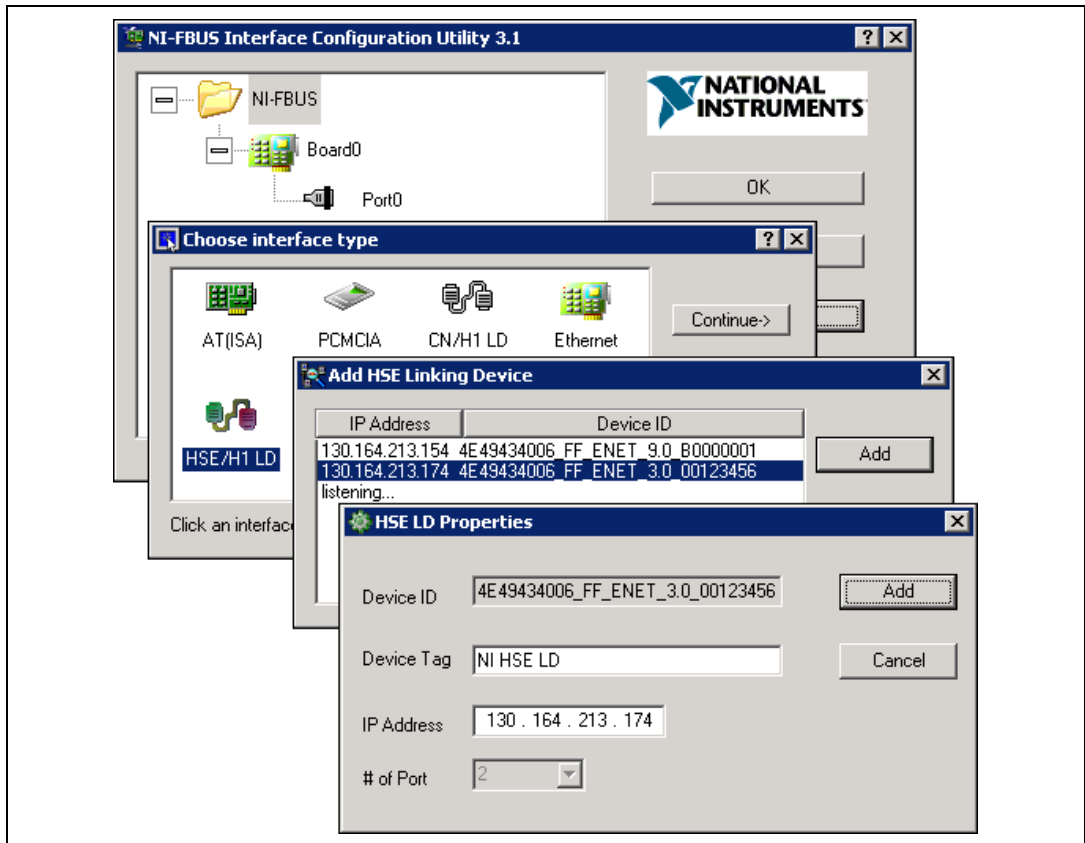 NI-FBUS Interface Configuration Utility 3.1
NI-FBUS
NATIONAL
INSTRUMENTS
Board0
OK
Port0
Choose interface type
AT(ISA)
PCMCIA
CN/H1 LD
Ethernet
Continue->
HSE/H1 LD
Click an interfac
Add HSE Linking Device
IP Address
Device ID
130.164.213.154 4E49434006_FF_ENET_9.0_B0000001
130.164.213.174 4E49434006_FF_ENET_3.0_00123456
listening...
Add
HSE LD Properties
Device ID
4E49434006_FF_ENET_3.0_00123456
Add
Device Tag
NI HSE LD
Cancel
IP Address
130 . 164 . 213 . 174
# of Port
2